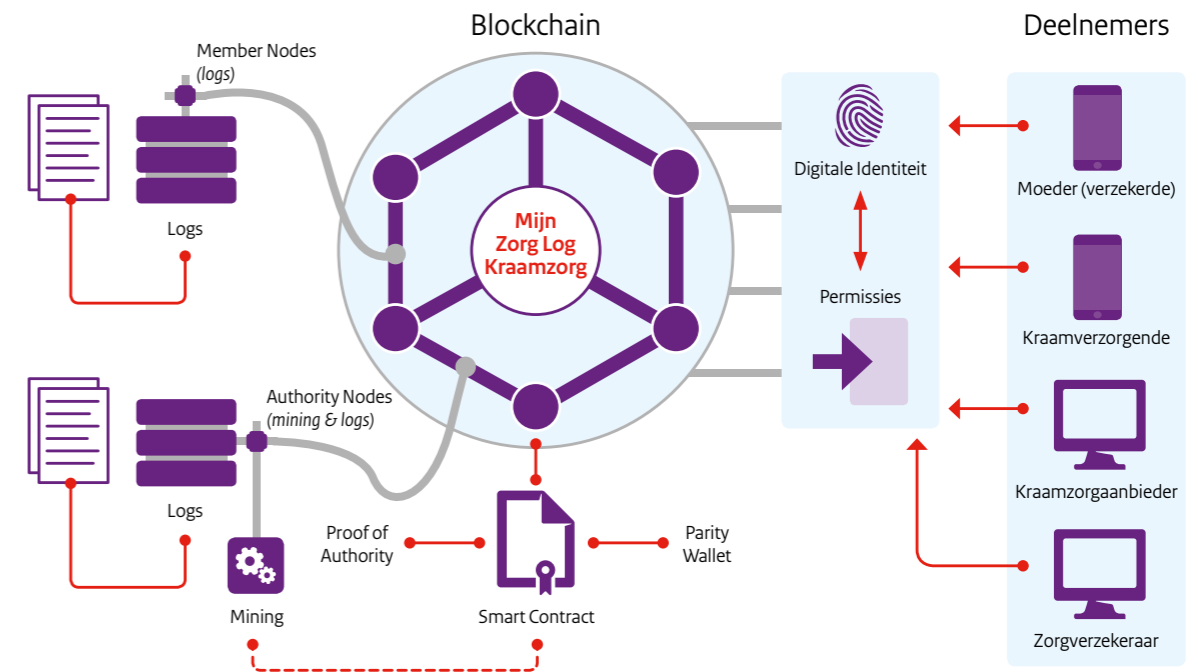 Blockchain
Deelnemers
Member Nodes
(logs)
Logs
Mijn
Zorg Log
Kraamzorg
Digitale Identiteit
Permissies
Moeder (verzekerde)
Kraamverzorgende
Kraamzorgaanbieder
Zorgverzekeraar
Authority Nodes
(mining & logs)
Logs
Mining
Proof of
Authority
Smart Contract
Parity
Wallet